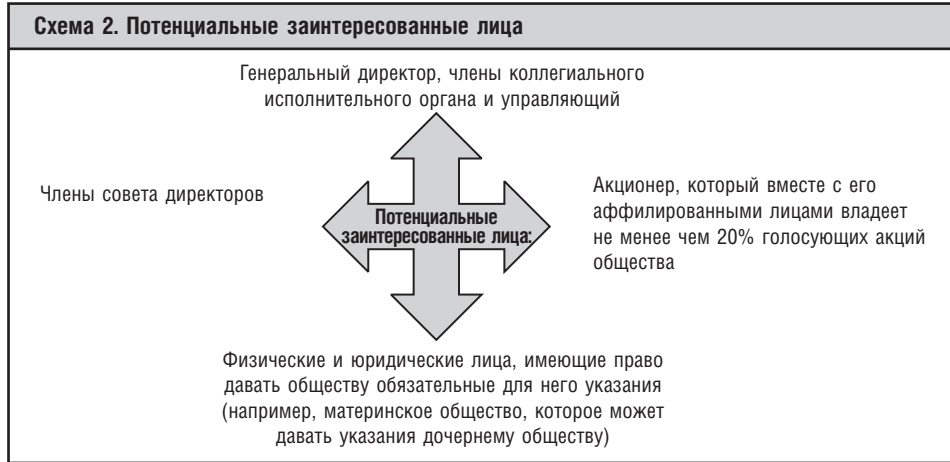 Схема 2. Потенциальные заинтересованные лица
Генеральный директор, члены коллегиального
исполнительного органа и управляющий
Члены совета директоров
Потенциальные
заинтересованные лица:
Акционер, который вместе с его
аффилированными лицами владеет
не менее чем 20% голосующих акций
общества
Физические и юридические лица, имеющие право
давать обществу обязательные для него указания
(например, материнское общество, которое может
давать указания дочернему обществу)